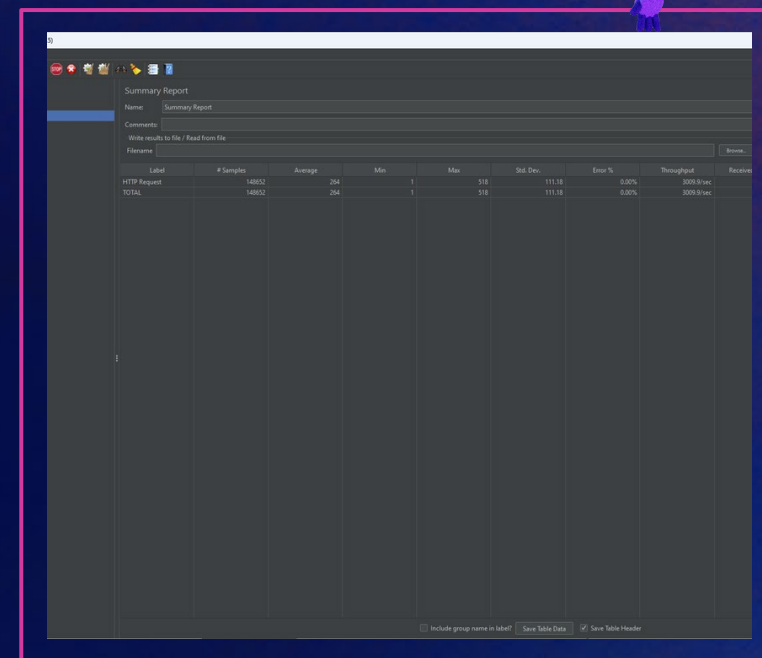 5)
STOP
Summary Report
Name: Summary Report
Comments:
Write results to file / Read from file
Filename Browse...
Label # Samples Average Min Max Std. Dev. Error % Throughput Received
HTTP Request 148652 264 1 518 111.18 0.00% 3009.9/sec
TOTAL 148652 264 1 518 111.18 0.00% 3009.9/sec
Include group name in label? Save Table Data Save Table Header